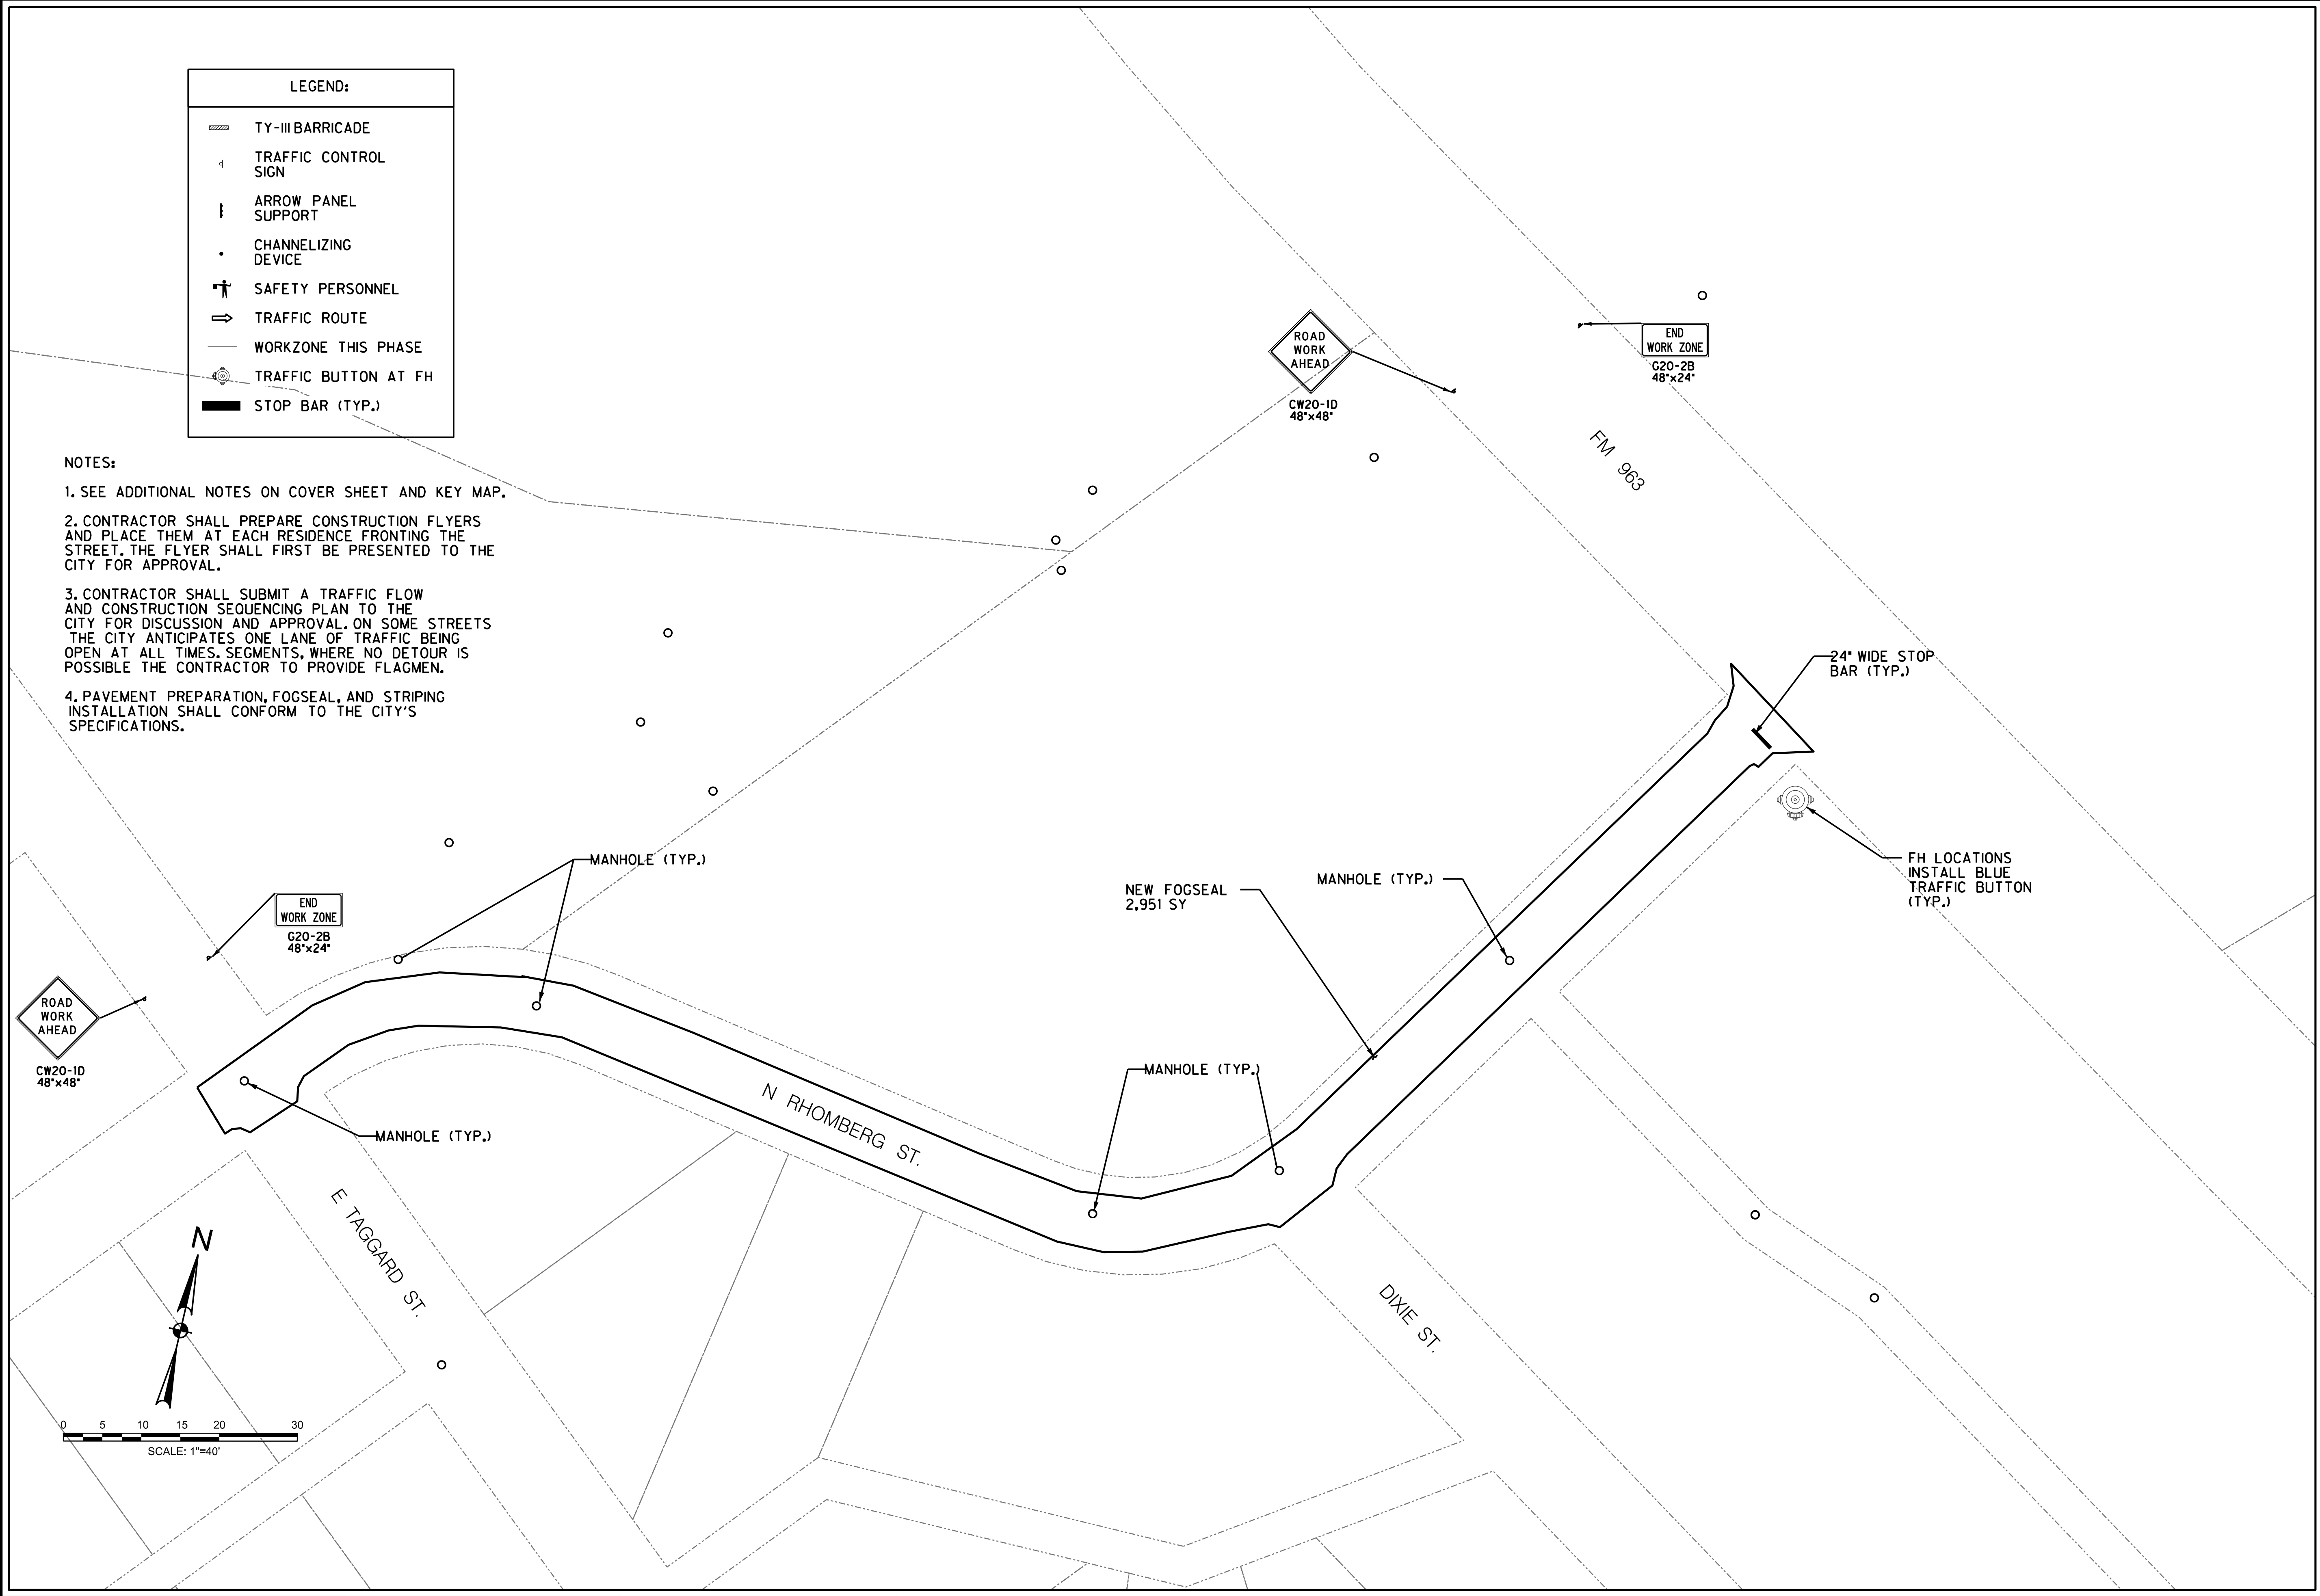 LEGEND:
TY-III BARRICADE
TRAFFIC CONTROL
SIGN
ARROW PANEL
SUPPORT
CHANNELIZING
DEVICE
SAFETY PERSONNEL
TRAFFIC ROUTE
WORKZONE THIS PHASE
TRAFFIC BUTTON AT FH
STOP BAR (TYP.)
NOTES:
1. SEE ADDITIONAL NOTES ON COVER SHEET AND KEY MAP.
2. CONTRACTOR SHALL PREPARE CONSTRUCTION FLYERS
AND PLACE THEM AT EACH RESIDENCE FRONTING THE
STREET. THE FLYER SHALL FIRST BE PRESENTED TO THE
CITY FOR APPROVAL.
3. CONTRACTOR SHALL SUBMIT A TRAFFIC FLOW
AND CONSTRUCTION SEQUENCING PLAN TO THE
CITY FOR DISCUSSION AND APPROVAL. ON SOME STREETS
THE CITY ANTICIPATES ONE LANE OF TRAFFIC BEING
OPEN AT ALL TIMES. SEGMENTS, WHERE NO DETOUR IS
POSSIBLE THE CONTRACTOR TO PROVIDE FLAGMEN.
4. PAVEMENT PREPARATION, FOGSEAL, AND STRIPING
INSTALLATION SHALL CONFORM TO THE CITY'S
SPECIFICATIONS.
ROAD
WORK
AHEAD
CW20-1D
48"x48"
END
WORK ZONE
G20-2B
48"x24"
FM 963
24" WIDE STOP
BAR (TYP.)
FH LOCATIONS
INSTALL BLUE
TRAFFIC BUTTON
(TYP.)
MANHOLE (TYP.)
NEW FOGSEAL
2,951 SY
MANHOLE (TYP.)
END
WORK ZONE
G20-2B
48"x24"
ROAD
WORK
AHEAD
CW20-1D
48"x48"
MANHOLE (TYP.)
MANHOLE (TYP.)
MANHOLE (TYP.)
N RHOMBERG ST.
E TAGGARD ST.
DIXIE ST.
N
0 5 10 15 20 30
SCALE: 1"=40'